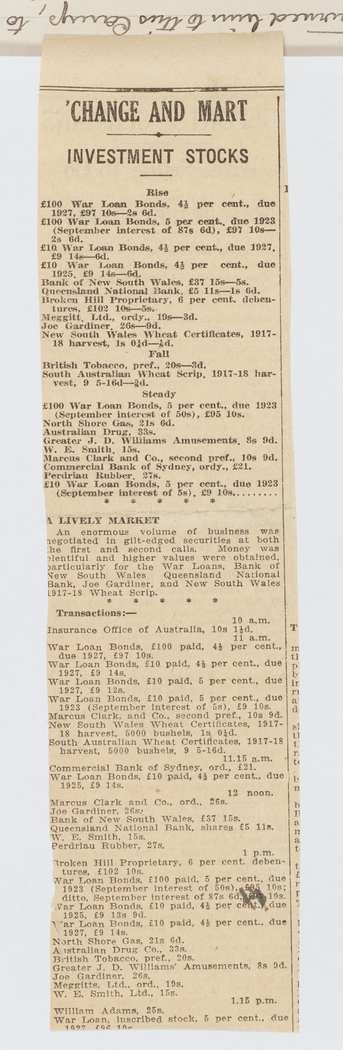 'CHANGE AND MART
INVESTMENT STOCKS
Rise
£100 War Loan Bonds, 4½ per cent., due
1927, £97 10s—2s 6d.
£100 War Loan Bonds, 5 per cent., due 1923
(September interest of 87s 6d), £97 10s—
2s 6d.
£10 War Loan Bonds, 4½ per cent., due 1927,
£9 14s—6d.
£10 War Loan Bonds, 4½ per cent., due
1925, £9 14s—6d.
Bank of New South Wales, £37 15s—5s.
Queensland National Bank, £5 11s—1s 6d.
Broken Hill Proprietary, 6 per cent. deben-
tures, £102 10s—5s.
Meggitt, Ltd., ordy., 19s—3d.
Joe Gardiner, 26s—9d.
New South Wales Wheat Certificates, 1917-
18 harvest, 1s 0½d—¼d.
Fall
British Tobacco, pref., 20s—3d.
South Australian Wheat Scrip, 1917-18 har-
vest, 9 5-16d—
Steady
£100 War Loan Bonds, 5 per cent., due 1923
(September interest of 50s), £95 10s.
North Shore Gas, 21s 6d.
Australian Drug, 33s.
Greater J. D. Williams Amusements, 8s 9d.
W. E. Smith, 15s.
Marcus Clark and Co., second pref., 10s 9d.
Commercial Bank of Sydney, ordy., £21.
Perdriau Rubber, 27s.
£10 War Loan Bonds, 5 per cent., due 1923
(September interest of 5s), £9 10s.........
* * * * *
A LIVELY MARKET
An enormous volume of business was
negotiated in gilt-edged securities at both
the first and second calls. Money was
plentiful and higher values were obtained,
particularly for the War Loans, Bank of
New South Wales Queensland National
Bank, Joe Gardiner, and New South Wales
1917-18 Wheat Scrip.
* * * * *
Transactions:—
10 a.m.
Insurance Office of Australia, 10s 1½d.
11 a.m.
War Loan Bonds, £100 paid, 4½ per cent.,
due 1927, £97 10s.
War Loan Bonds, £10 paid, 4½ per cent., due
1927, £9 14s.
War Loan Bonds, £10 paid, 5 per cent., due
1927, £9 12s.
War Loan Bonds, £10 paid, 5 per cent., due
1923 (September interest of 5s), £9 10s.
Marcus Clark, and Co., second pref., 10s 9d.
New South Wales Wheat Certificates, 1917-
18 harvest, 5000 bushels, 1s 0½d.
South Australian Wheat Certificates, 1917-18
harvest, 5000 bushels, 9 5-16d.
11.15 a.m.
Commercial Bank of Sydney, ord., £21.
War Loan Bonds, £10 paid, 4½ per cent., due
1925, £9 14s.
12 noon.
Marcus Clark and Co., ord., 26s.
Joe Gardiner, 26s.
Bank of New South Wales, £37 15s.
Queensland National Bank, shares £5 11s.
W. E. Smith, 15s.
Perdriau Rubber, 27s.
1 p.m.
Broken Hill Proprietary, 6 per cent. deben-
tures, £102 10s.
War Loan Bonds, £100 paid, 5 per cent., due
1923 (September interest of 50s), £95 10s;
ditto, September interest of 87s 6d, 10s.
War Loan Bonds, £10 paid, 4½ per cent., due
1925, £9 13s 9d.
War Loan Bonds, £10 paid, 4½ per cent., due
1927, £9 14s.
North Shore Gas, 21s 6d.
Australian Drug Co., 33s.
British Tobacco, pref., 20s.
Greater J. D. Williams' Amusements, 8s 9d.
Joe Gardiner, 26s.
Meggitts, Ltd., ord., 19s.
W. E. Smith, Ltd., 15s.
1.15 p.m.
William Adams, 25s.
War Loan, inscribed stock, 5 per cent., due
1927 £96 10s